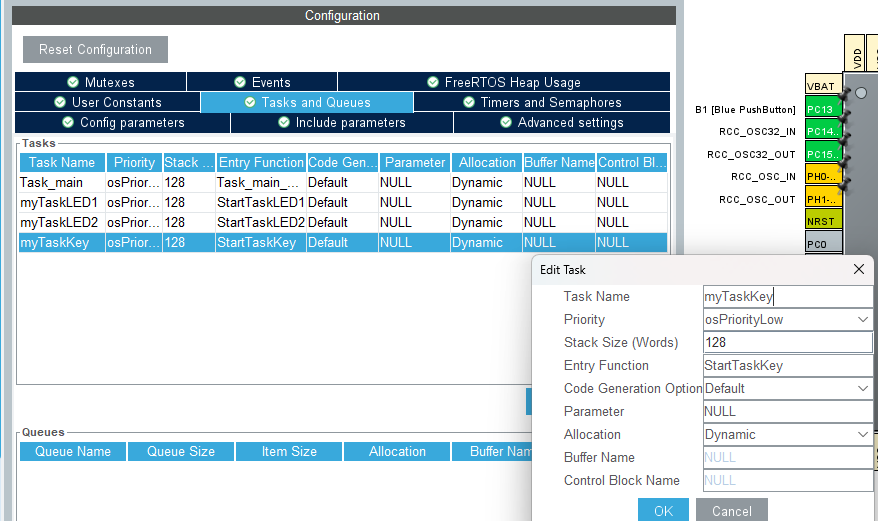 Configuration
Reset Configuration
Mutexes Events FreeRTOS Heap Usage
User Constants Tasks and Queues Timers and Semaphores
Config parameters Include parameters Advanced settings
Tasks
Task Name Priority Stack ... Entry Function Code Gen... Parameter Allocation Buffer Name Control Bl...
Task_main osPrior... 128 Task_main_... Default NULL Dynamic NULL NULL
myTaskLED1 osPrior... 128 StartTaskLED1 Default NULL Dynamic NULL NULL
myTaskLED2 osPrior... 128 StartTaskLED2 Default NULL Dynamic NULL NULL
myTaskKey osPrior... 128 StartTaskKey Default NULL Dynamic NULL NULL
Queues
Queue Name Queue Size Item Size Allocation Buffer Nam
Edit Task
Task Name myTaskKey
Priority osPriorityLow
Stack Size (Words) 128
Entry Function StartTaskKey
Code Generation Option Default
Parameter NULL
Allocation Dynamic
Buffer Name NULL
Control Block Name NULL
OK Cancel
VDD
VBAT
B1 [Blue PushButton] PC13
RCC_OSC32_IN PC14..
RCC_OSC32_OUT PC15..
RCC_OSC_IN PH0-..
RCC_OSC_OUT PH1-..
NRST
PC0